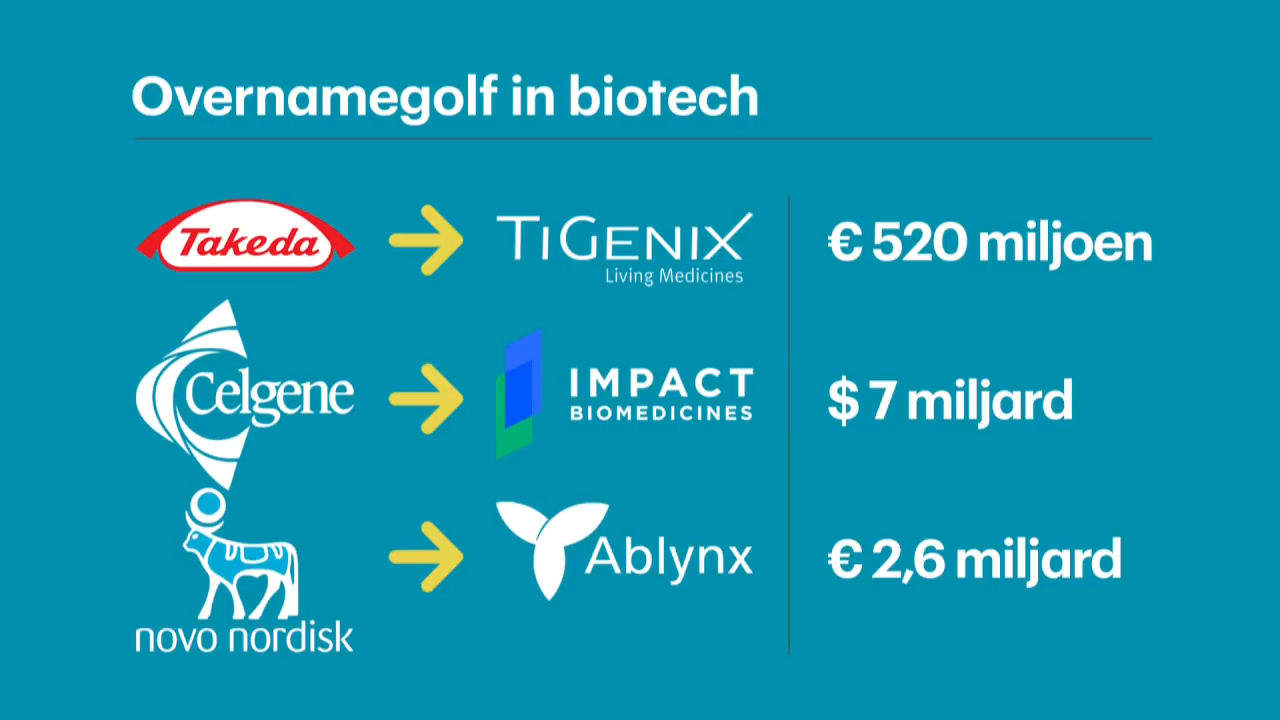 Overnamegolf in biotech
Takeda
TiGenix
Living Medicines
€ 520 miljoen
Celgene
IMPACT
BIOMEDICINES
$ 7 miljard
novo nordisk
Ablynx
€ 2,6 miljard